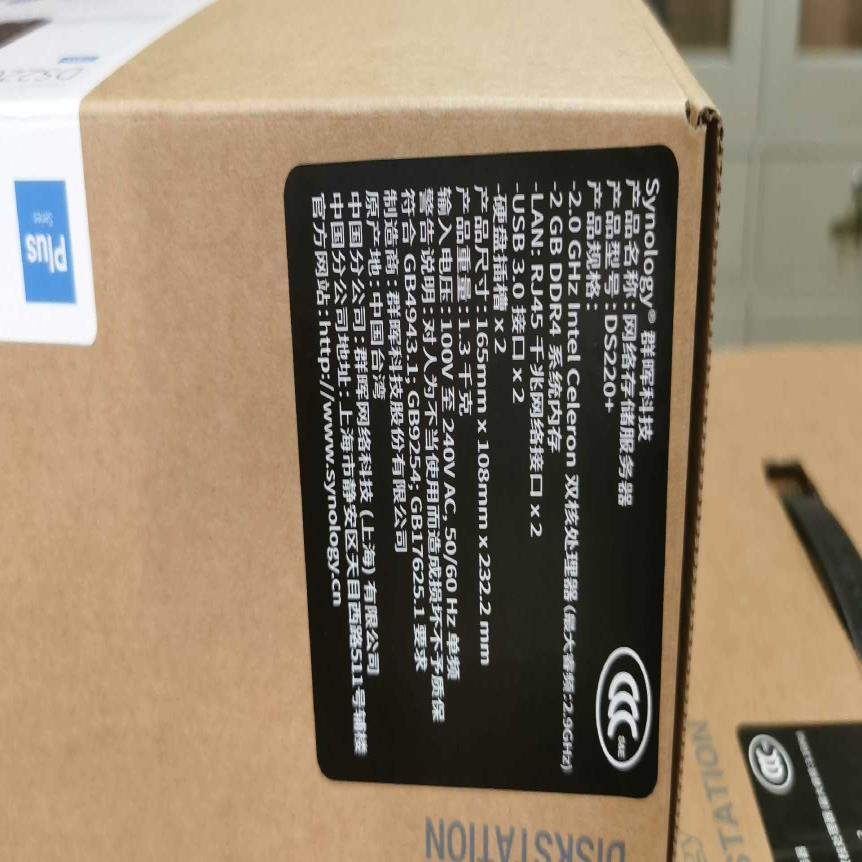 Synology® 群晖科技
产品名称：网络存储服务器
产品型号：DS220+
产品规格：
-2.0 GHz Intel Celeron 双核处理器 (最大睿频:2.9GHz)
-2 GB DDR4 系统内存
-LAN: RJ45 千兆网络接口 x 2
-USB 3.0 接口 x 2
-硬盘插槽 x 2
产品尺寸：165mm x 108mm x 232.2 mm
产品重量：1.3 千克
输入电压：100V 至 240V AC, 50/60 Hz 单频
警告说明：对人为不当使用而造成损坏不予质保
符合 GB4943.1; GB9254; GB17625.1 要求
制造商：群晖科技股份有限公司
原产地：中国台湾
中国分公司：群晖网络科技（上海）有限公司
中国分公司地址：上海市静安区天目西路511号辅楼
官方网站：http://www.synology.cn
CCC
S&E
Plus
Series
DISKSTATION